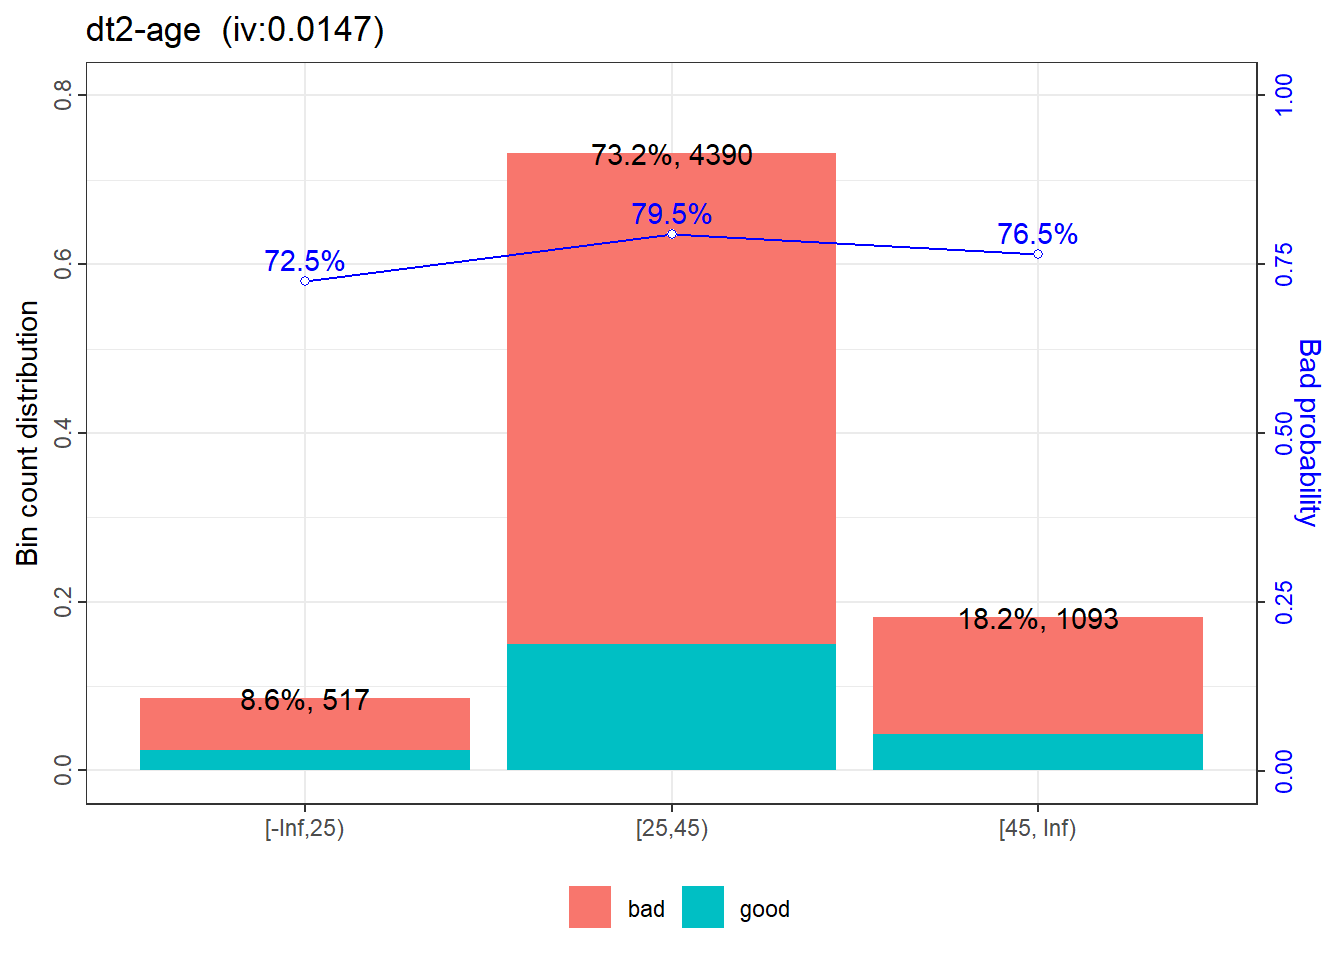 dt2-age  (iv:0.0147)
Bin count distribution
0.8
0.6
0.4
0.2
0.0
8.6%, 517
73.2%, 4390
18.2%, 1093
72.5%
79.5%
76.5%
1.00
0.75
0.50
0.25
0.00
Bad probability
[-Inf,25)
[25,45)
[45, Inf)
bad
good